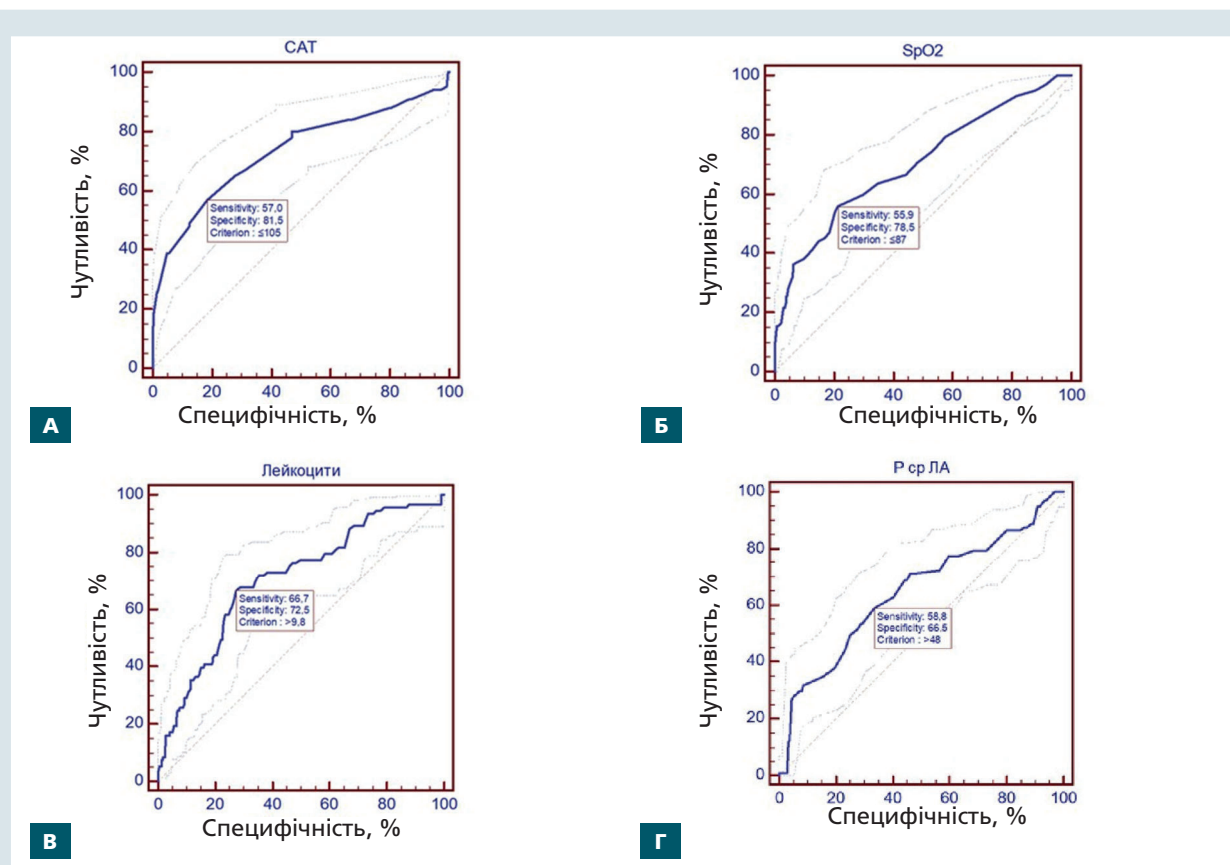 САТ
100
80
60
40
20
0
Чутливість, %
Sensitivity: 57,0
Specificity: 81,5
Criterion : ≤105
0 20 40 60 80 100
Специфічність, %
А
SpO2
100
80
60
40
20
0
Чутливість, %
Sensitivity: 55,9
Specificity: 78,5
Criterion : ≤87
0 20 40 60 80 100
Специфічність, %
Б
Лейкоцити
100
80
60
40
20
0
Чутливість, %
Sensitivity: 66,7
Specificity: 72,5
Criterion : >9,8
0 20 40 60 80 100
Специфічність, %
В
Р ср ЛА
100
80
60
40
20
0
Чутливість, %
Sensitivity: 58,8
Specificity: 66,5
Criterion : >48
0 20 40 60 80 100
Специфічність, %
Г